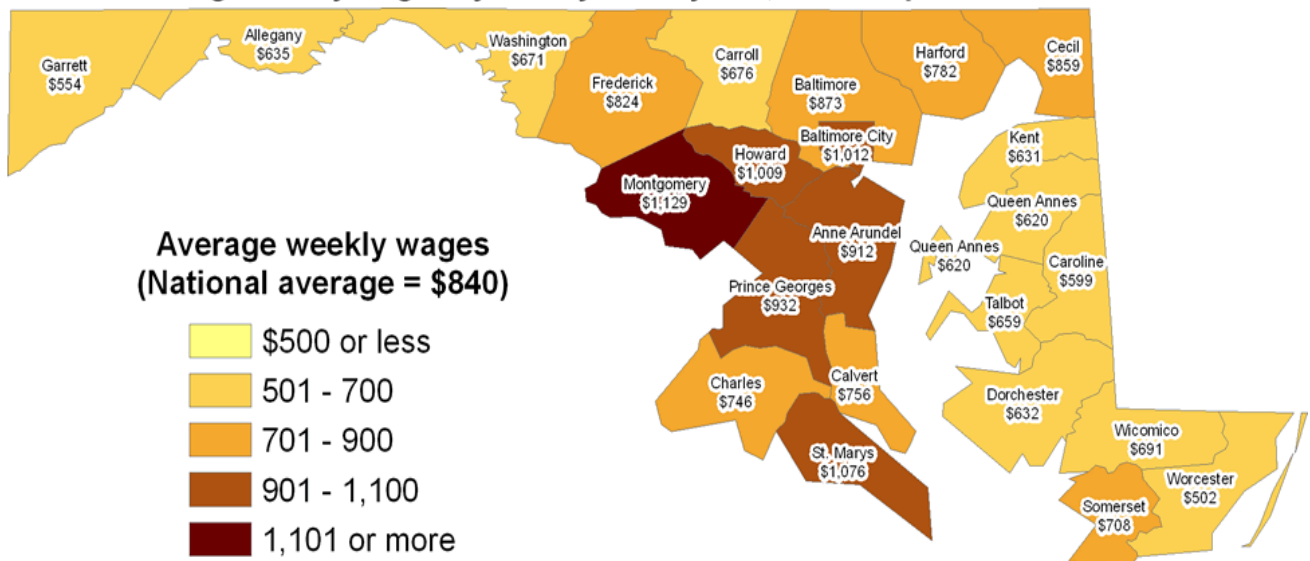 Garrett
$554
Allegany
$635
Washington
$671
Frederick
$824
Carroll
$676
Baltimore
$873
Harford
$782
Cecil
$859
Baltimore City
$1,012
Howard
$1,009
Montgomery
$1,129
Kent
$631
Queen Annes
$620
Anne Arundel
$912
Queen Annes
$620
Caroline
$599
Prince Georges
$932
Talbot
$659
Charles
$746
Calvert
$756
Dorchester
$632
St. Marys
$1,076
Wicomico
$691
Worcester
$502
Somerset
$708
Average weekly wages
(National average = $840)
$500 or less
501 - 700
701 - 900
901 - 1,100
1,101 or more